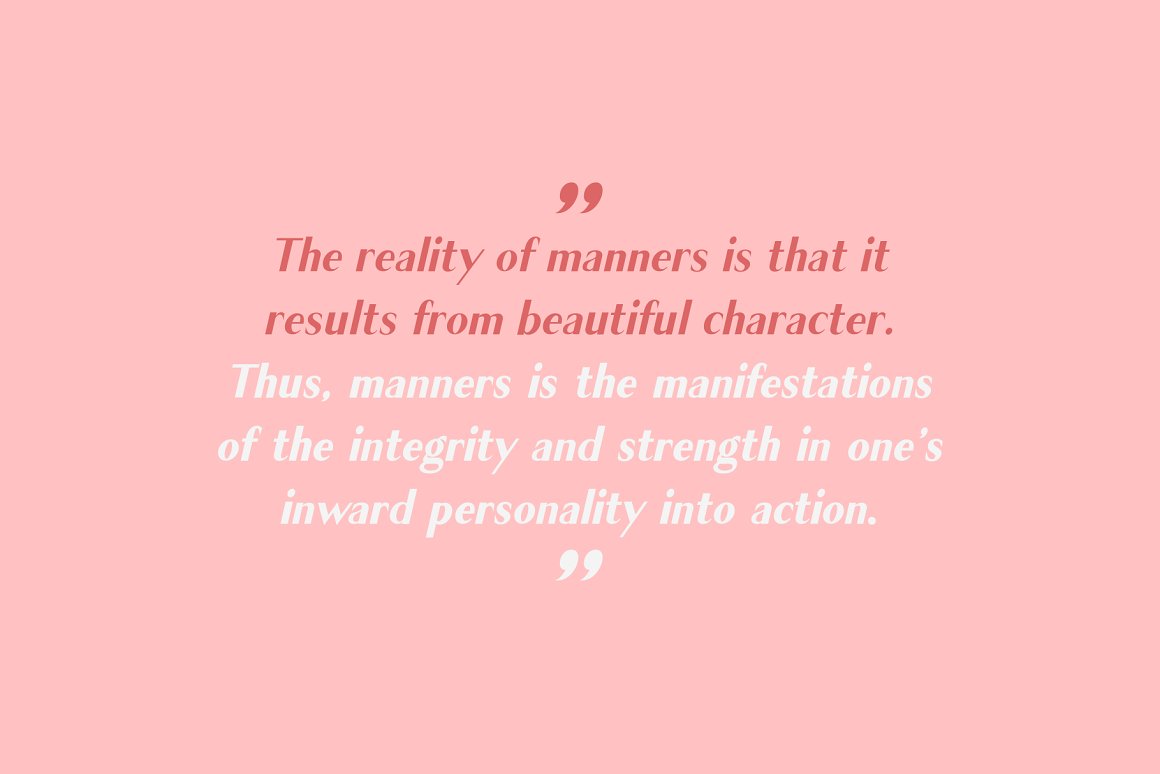 ”
The reality of manners is that it
results from beautiful character.
Thus, manners is the manifestations
of the integrity and strength in one’s
inward personality into action.
”